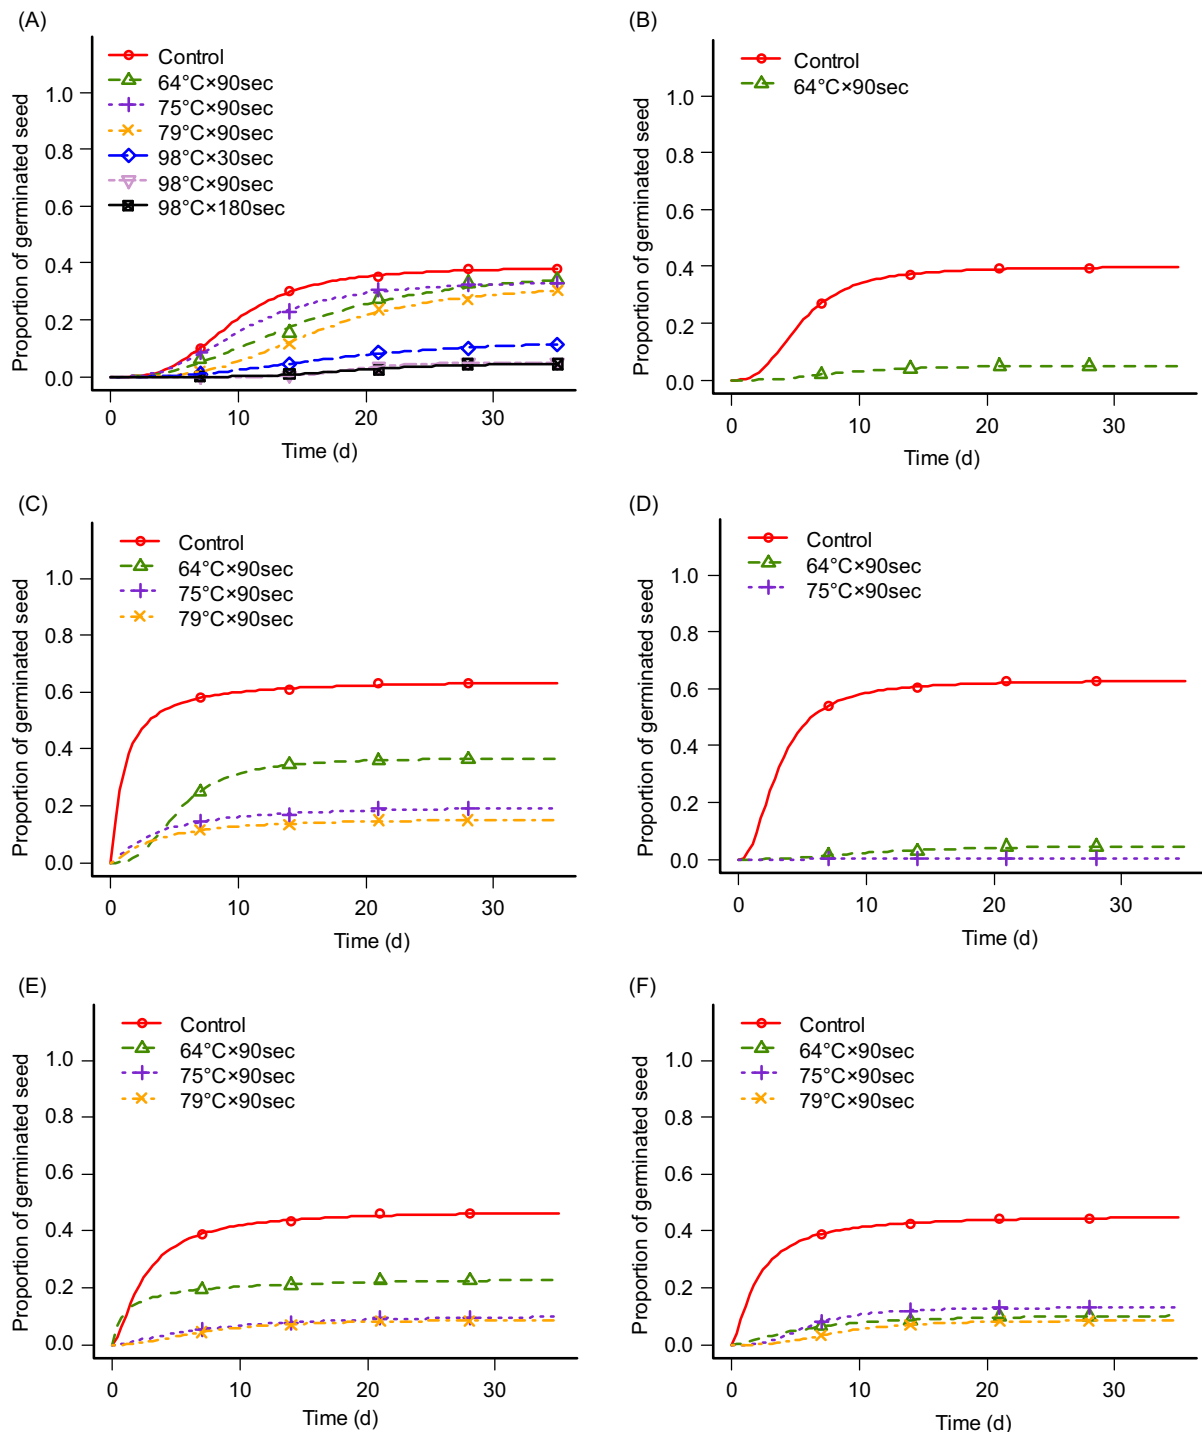 (A)
Proportion of germinated seed
1.0
0.8
0.6
0.4
0.2
0.0
Control
64°C×90sec
75°C×90sec
79°C×90sec
98°C×30sec
98°C×90sec
98°C×180sec
0 10 20 30
Time (d)
(B)
Proportion of germinated seed
1.0
0.8
0.6
0.4
0.2
0.0
Control
64°C×90sec
0 10 20 30
Time (d)
(C)
Proportion of germinated seed
1.0
0.8
0.6
0.4
0.2
0.0
Control
64°C×90sec
75°C×90sec
79°C×90sec
0 10 20 30
Time (d)
(D)
Proportion of germinated seed
1.0
0.8
0.6
0.4
0.2
0.0
Control
64°C×90sec
75°C×90sec
0 10 20 30
Time (d)
(E)
Proportion of germinated seed
1.0
0.8
0.6
0.4
0.2
0.0
Control
64°C×90sec
75°C×90sec
79°C×90sec
0 10 20 30
Time (d)
(F)
Proportion of germinated seed
1.0
0.8
0.6
0.4
0.2
0.0
Control
64°C×90sec
75°C×90sec
79°C×90sec
0 10 20 30
Time (d)